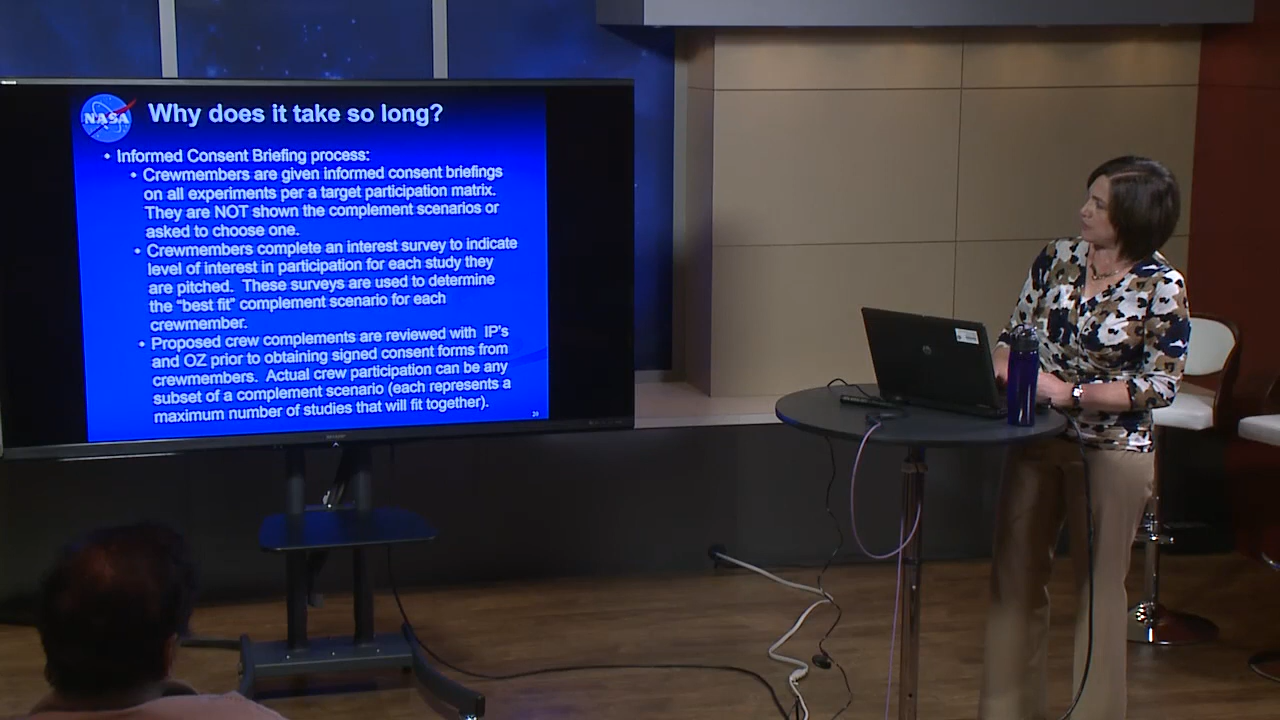 NASA
Why does it take so long?
• Informed Consent Briefing process:
• Crewmembers are given informed consent briefings
on all experiments per a target participation matrix.
They are NOT shown the complement scenarios or
asked to choose one.
• Crewmembers complete an interest survey to indicate
level of interest in participation for each study they
are pitched. These surveys are used to determine
the "best fit" complement scenario for each
crewmember.
• Proposed crew complements are reviewed with IP's
and OZ prior to obtaining signed consent forms from
crewmembers. Actual crew participation can be any
subset of a complement scenario (each represents a
maximum number of studies that will fit together).
SHARP
hp